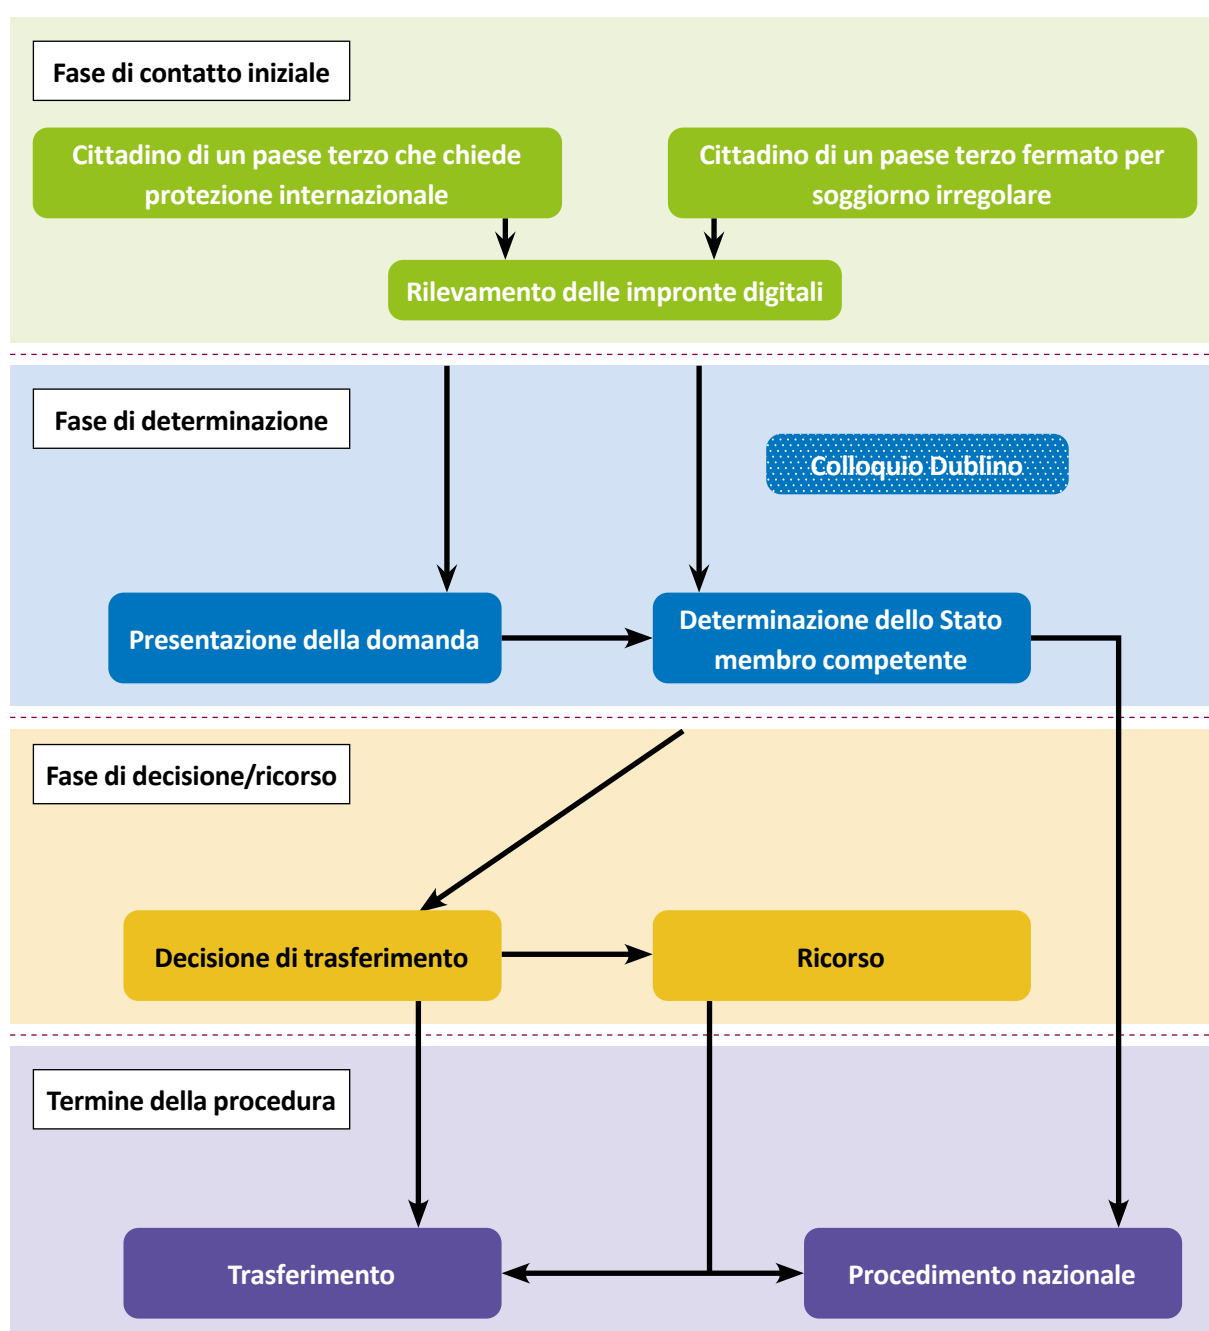 Fase di contatto iniziale
Cittadino di un paese terzo che chiede
protezione internazionale
Cittadino di un paese terzo fermato per
soggiorno irregolare
Rilevamento delle impronte digitali
Fase di determinazione
Colloquio Dublino
Presentazione della domanda
Determinazione dello Stato
membro competente
Fase di decisione/ricorso
Decisione di trasferimento
Ricorso
Termine della procedura
Trasferimento
Procedimento nazionale